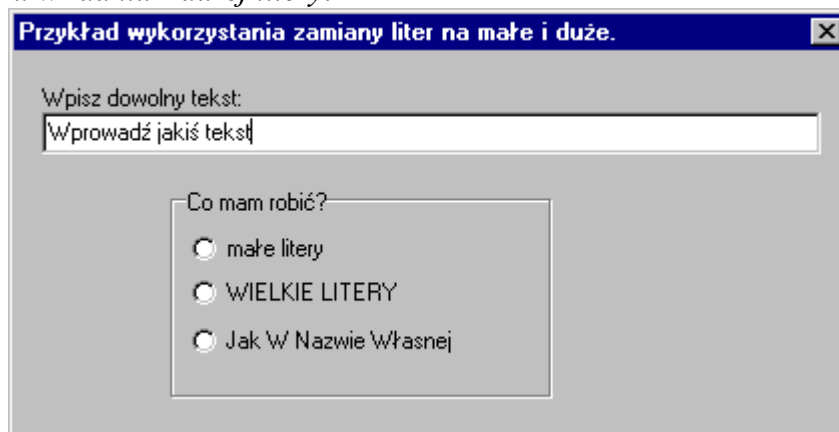 Przykład wykorzystania zamiany liter na małe i duże.
Wpisz dowolny tekst:
Wprowadź jakiś tekst
Co mam robić?
małe litery
WIELKIE LITERY
Jak W Nazwie Własnej